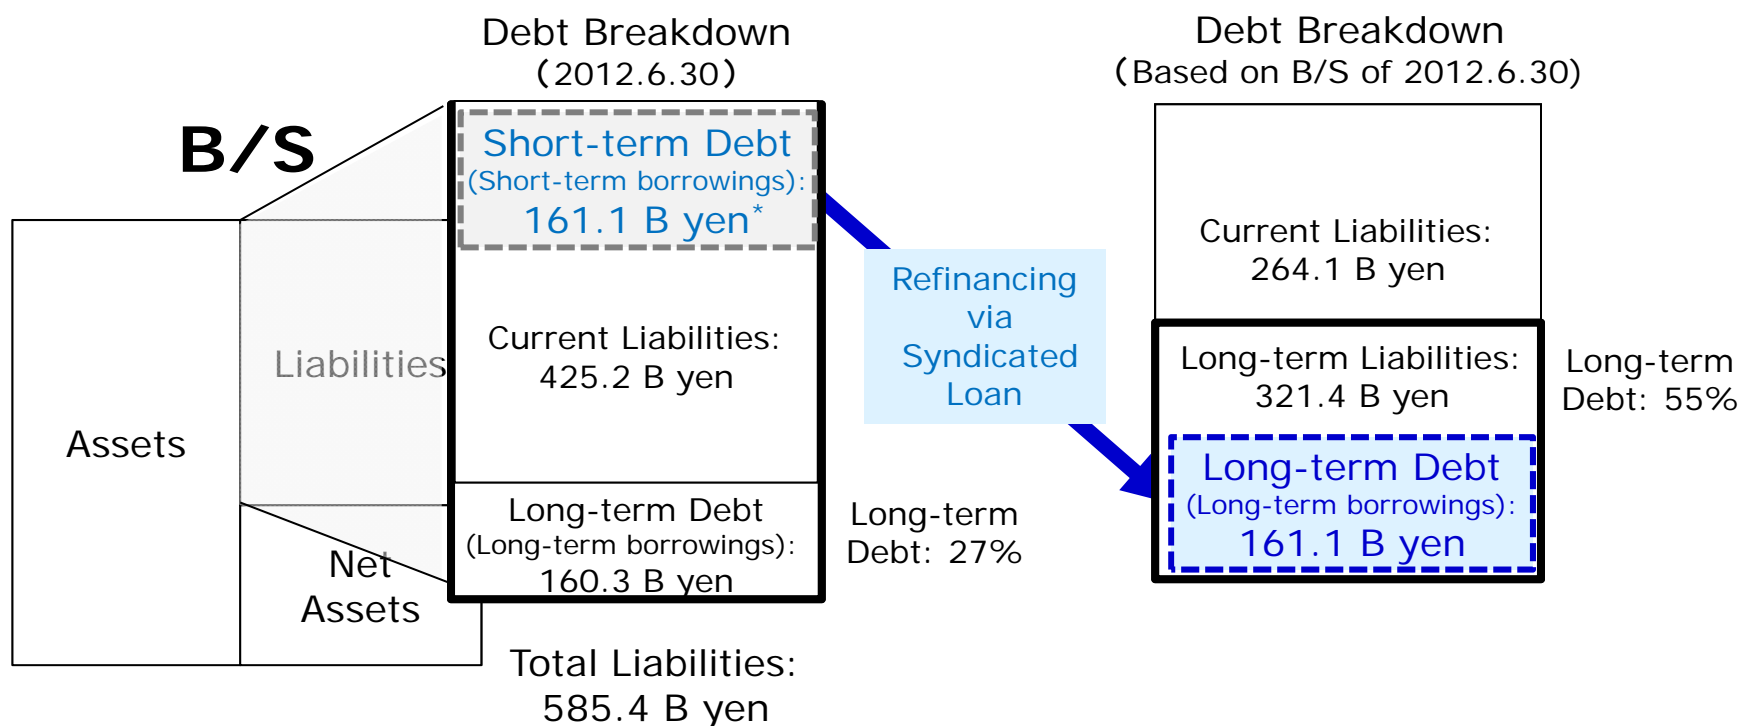 Debt Breakdown
(2012.6.30)
B/S
Assets
Liabilities
Net
Assets
Short-term Debt
(Short-term borrowings):
161.1 B yen*
Current Liabilities:
425.2 B yen
Long-term Debt
(Long-term borrowings):
160.3 B yen
Long-term
Debt: 27%
Total Liabilities:
585.4 B yen
Refinancing
via
Syndicated
Loan
Debt Breakdown
(Based on B/S of 2012.6.30)
Current Liabilities:
264.1 B yen
Long-term Liabilities:
321.4 B yen
Long-term Debt
(Long-term borrowings):
161.1 B yen
Long-term
Debt: 55%